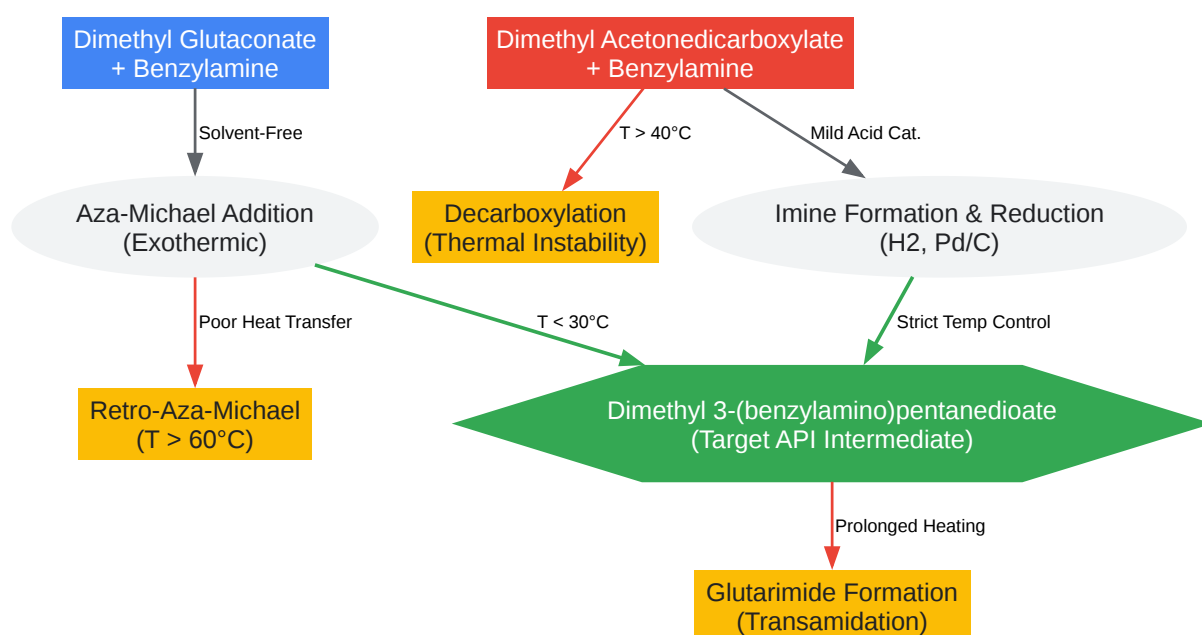 Dimethyl Glutaconate
+ Benzylamine
Dimethyl Acetonedicarboxylate
+ Benzylamine
Solvent-Free
T > 40°C
Mild Acid Cat.
Aza-Michael Addition
(Exothermic)
Decarboxylation
(Thermal Instability)
Imine Formation & Reduction
(H2, Pd/C)
Poor Heat Transfer
T < 30°C
Strict Temp Control
Retro-Aza-Michael
(T > 60°C)
Dimethyl 3-(benzylamino)pentanedioate
(Target API Intermediate)
Prolonged Heating
Glutarimide Formation
(Transamidation)